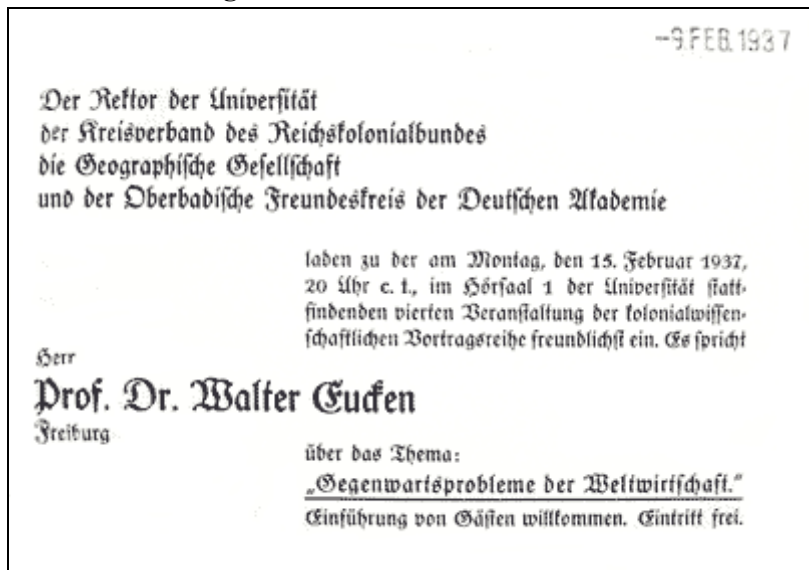 -9.FEB.1937
Der Rektor der Universität
der Kreisverband des Reichskolonialbundes
die Geographische Gesellschaft
und der Oberbadische Freundeskreis der Deutschen Akademie
laden zu der am Montag, den 15. Februar 1937,
20 Uhr c. t., im Hörsaal 1 der Universität statt-
findenden vierten Veranstaltung der kolonialwissen-
schaftlichen Vortragsreihe freundlichst ein. Es spricht
Herr
Prof. Dr. Walter Eucken
Freiburg
über das Thema:
„Gegenwartsprobleme der Weltwirtschaft.“
Einführung von Gästen willkommen. Eintritt frei.